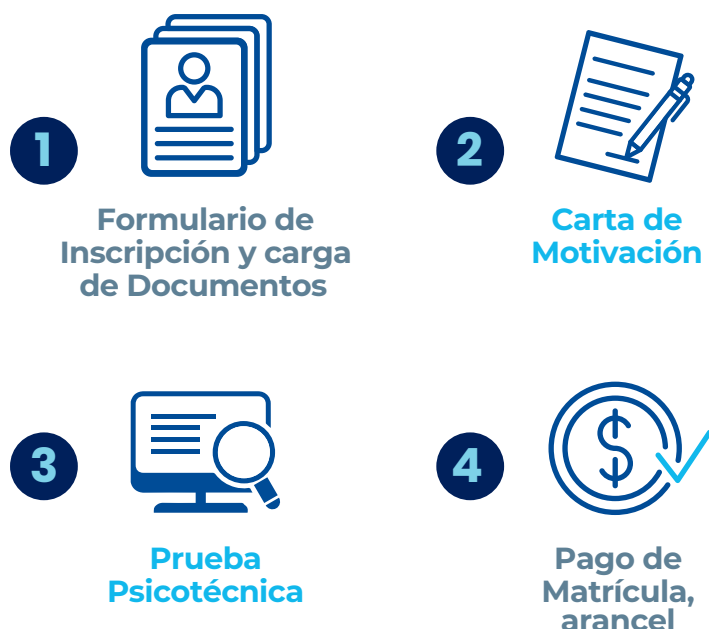 1
Formulario de
Inscripción y carga
de Documentos
2
Carta de
Motivación
3
Prueba
Psicotécnica
4
$
Pago de
Matrícula,
arancel